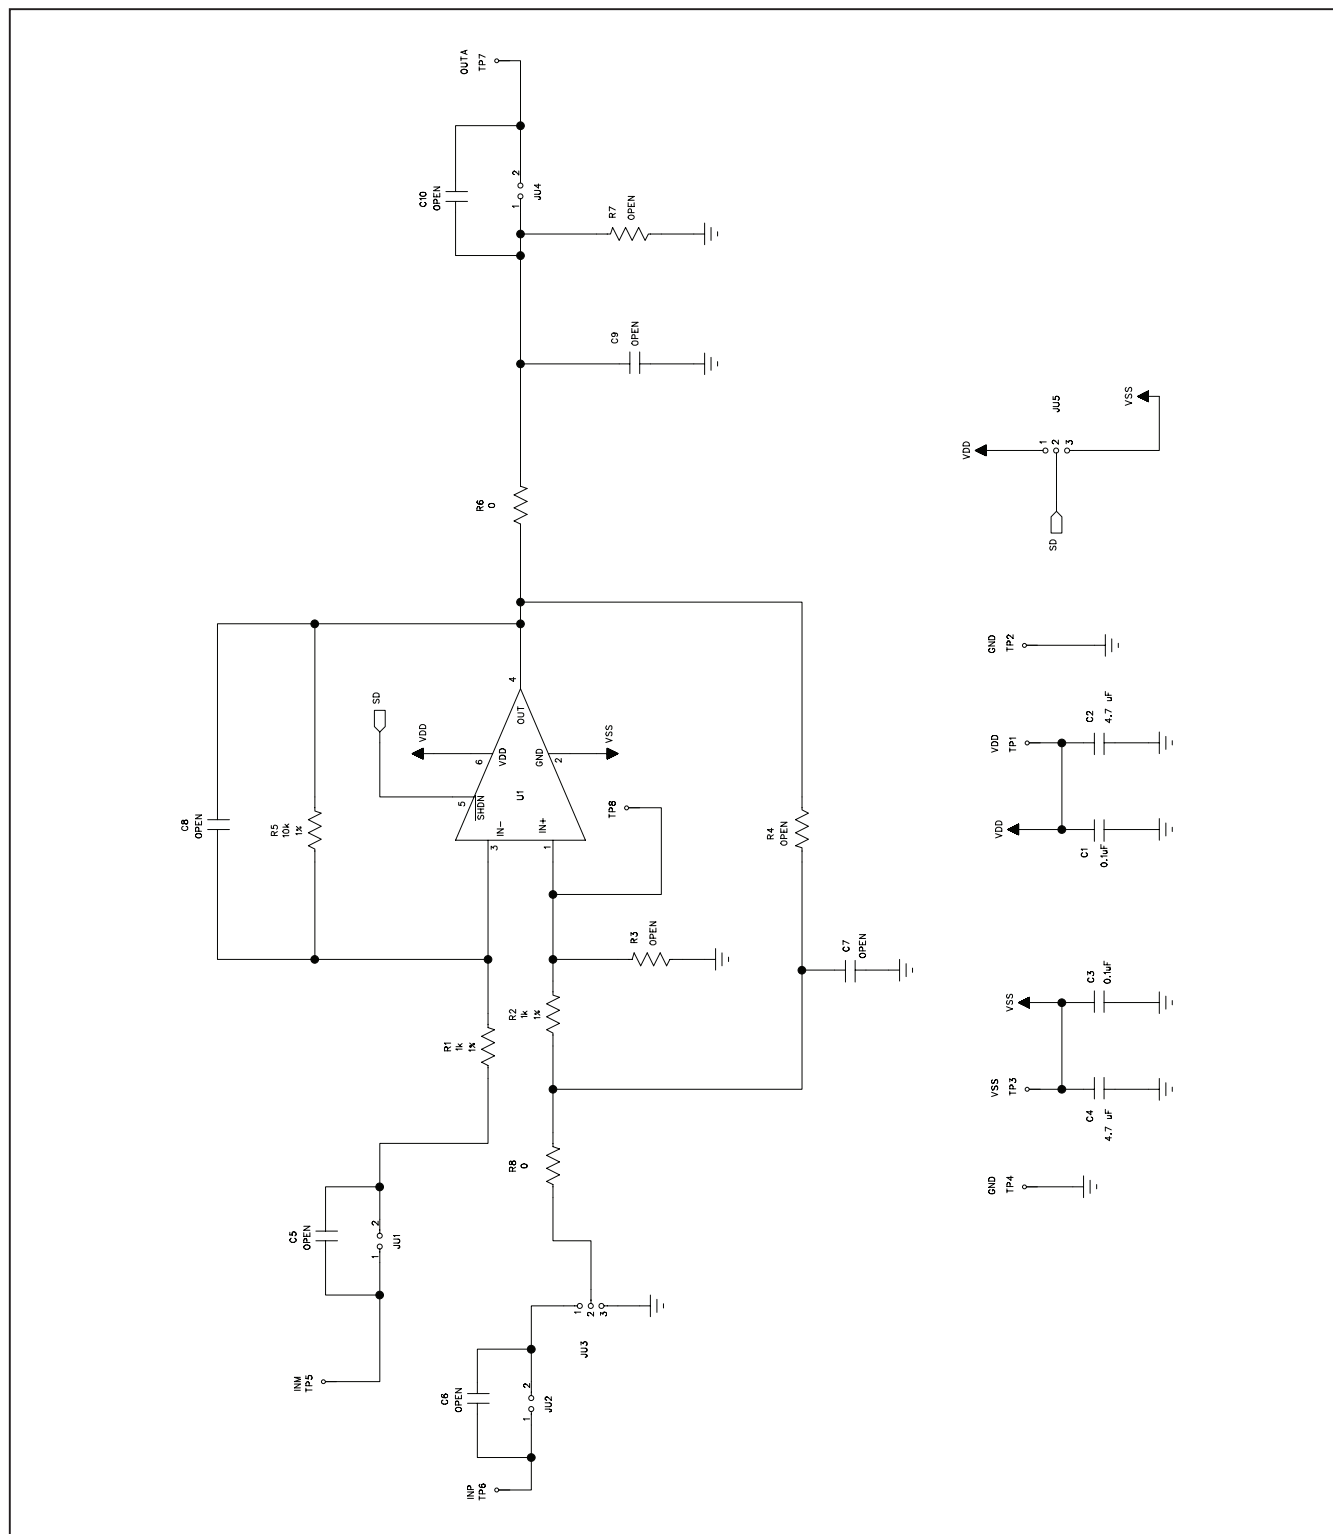 OUTA
TP7
C10
OPEN
1
2
JU4
R7
OPEN
C9
OPEN
R6
0
C8
OPEN
R5
10k
1%
SD
VDD
VSS
5
SHDN
6
VDD
U1
GND
2
OUT
4
3
IN-
1
IN+
TP8
R4
OPEN
R1
1k
1%
R2
1k
1%
R3
OPEN
C7
OPEN
R8
0
C5
OPEN
1
2
JU1
INM
TP5
C6
OPEN
1
2
JU2
JU3
1
2
3
INP
TP6
VDD
JU5
1
2
3
VSS
SD
GND
TP2
VDD
TP1
C2
4.7 uF
VDD
C1
0.1uF
VSS
C3
0.1uF
VSS
TP3
C4
4.7 uF
GND
TP4